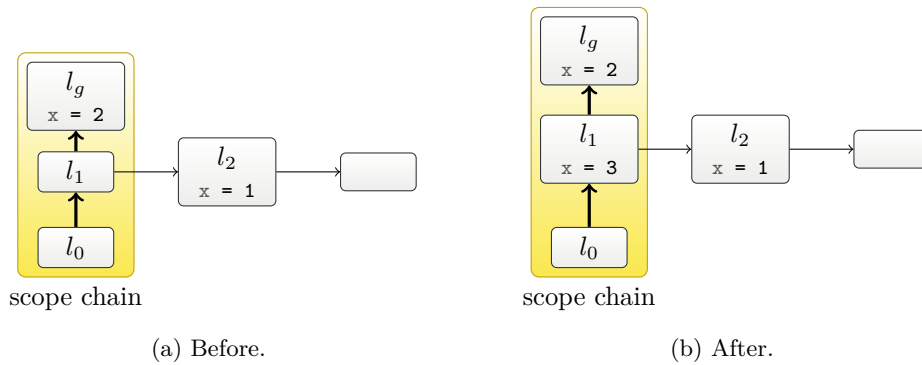 l_g
x = 2
l_1
l_2
x = 1
l_0
scope chain
(a) Before.
l_g
x = 2
l_1
x = 3
l_2
x = 1
l_0
scope chain
(b) After.